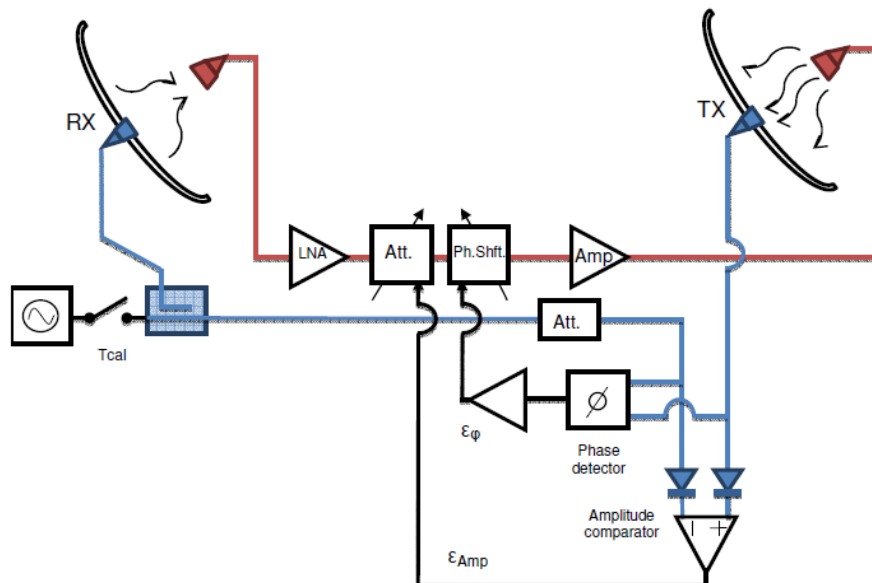 RX
TX
LNA
Att.
Ph.Shft.
Amp
Tcal
Att.
Ø
εφ
Phase
detector
Amplitude
comparator
− +
εAmp